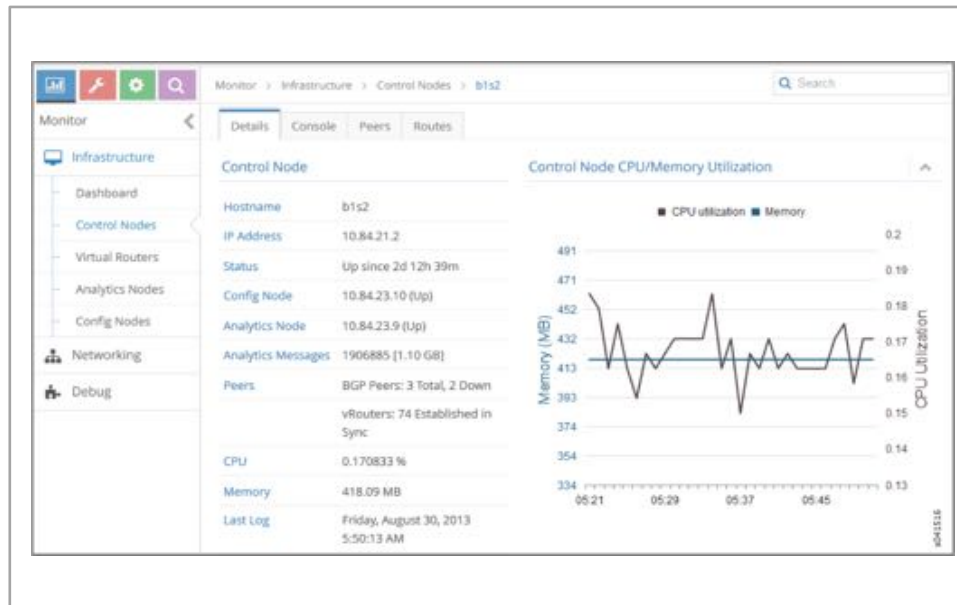 Monitor > Infrastructure > Control Nodes > b1s2
Search
Monitor
Infrastructure
Dashboard
Control Nodes
Virtual Routers
Analytics Nodes
Config Nodes
Networking
Debug
Details Console Peers Routes
Control Node
Hostname b1s2
IP Address 10.84.21.2
Status Up since 2d 12h 39m
Config Node 10.84.23.10 (Up)
Analytics Node 10.84.23.9 (Up)
Analytics Messages 1906885 [1.10 GB]
Peers BGP Peers: 3 Total, 2 Down
vRouters: 74 Established in
Sync
CPU 0.170833 %
Memory 418.09 MB
Last Log Friday, August 30, 2013
5:50:13 AM
Control Node CPU/Memory Utilization
CPU utilization Memory
Memory (MB)
491
471
452
432
413
393
374
354
334
0.2
0.19
0.18
0.17
0.16
0.15
0.14
0.13
CPU Utilization
05:21 05:29 05:37 05:45
s041516